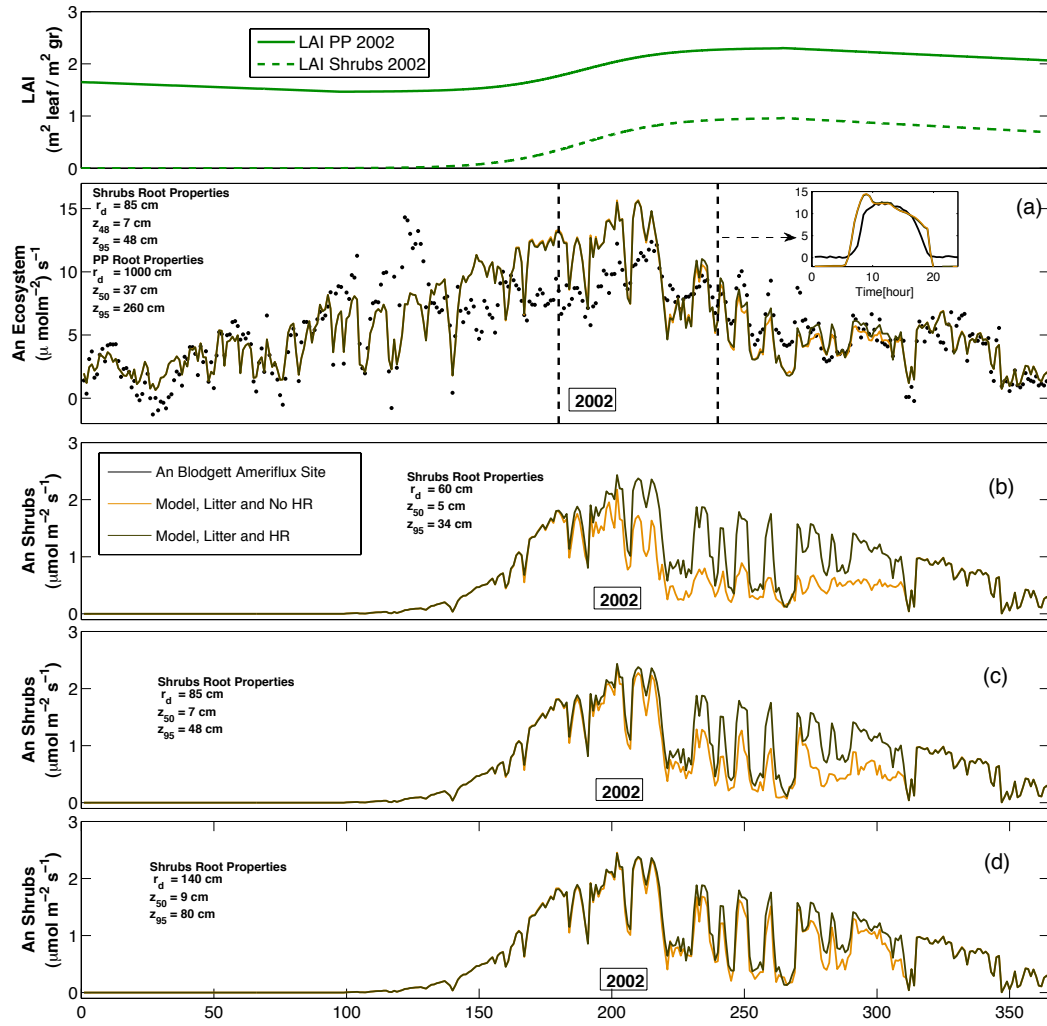 3
2
1
0
LAI
(m² leaf / m² gr)
LAI PP 2002
LAI Shrubs 2002
15
10
5
0
An Ecosystem
(μ molm⁻²) s⁻¹
Shrubs Root Properties
r_d = 85 cm
z_48 = 7 cm
z_95 = 48 cm
PP Root Properties
r_d = 1000 cm
z_50 = 37 cm
z_95 = 260 cm
2002
15
10
5
0
0 10 20
Time[hour]
(a)
3
2
1
0
An Shrubs
(μmol m⁻² s⁻¹)
An Blodgett Ameriflux Site
Model, Litter and No HR
Model, Litter and HR
Shrubs Root Properties
r_d = 60 cm
z_50 = 5 cm
z_95 = 34 cm
2002
(b)
3
2
1
0
An Shrubs
(μmol m⁻² s⁻¹)
Shrubs Root Properties
r_d = 85 cm
z_50 = 7 cm
z_95 = 48 cm
2002
(c)
3
2
1
0
An Shrubs
(μmol m⁻² s⁻¹)
Shrubs Root Properties
r_d = 140 cm
z_50 = 9 cm
z_95 = 80 cm
2002
(d)
0 50 100 150 200 250 300 350